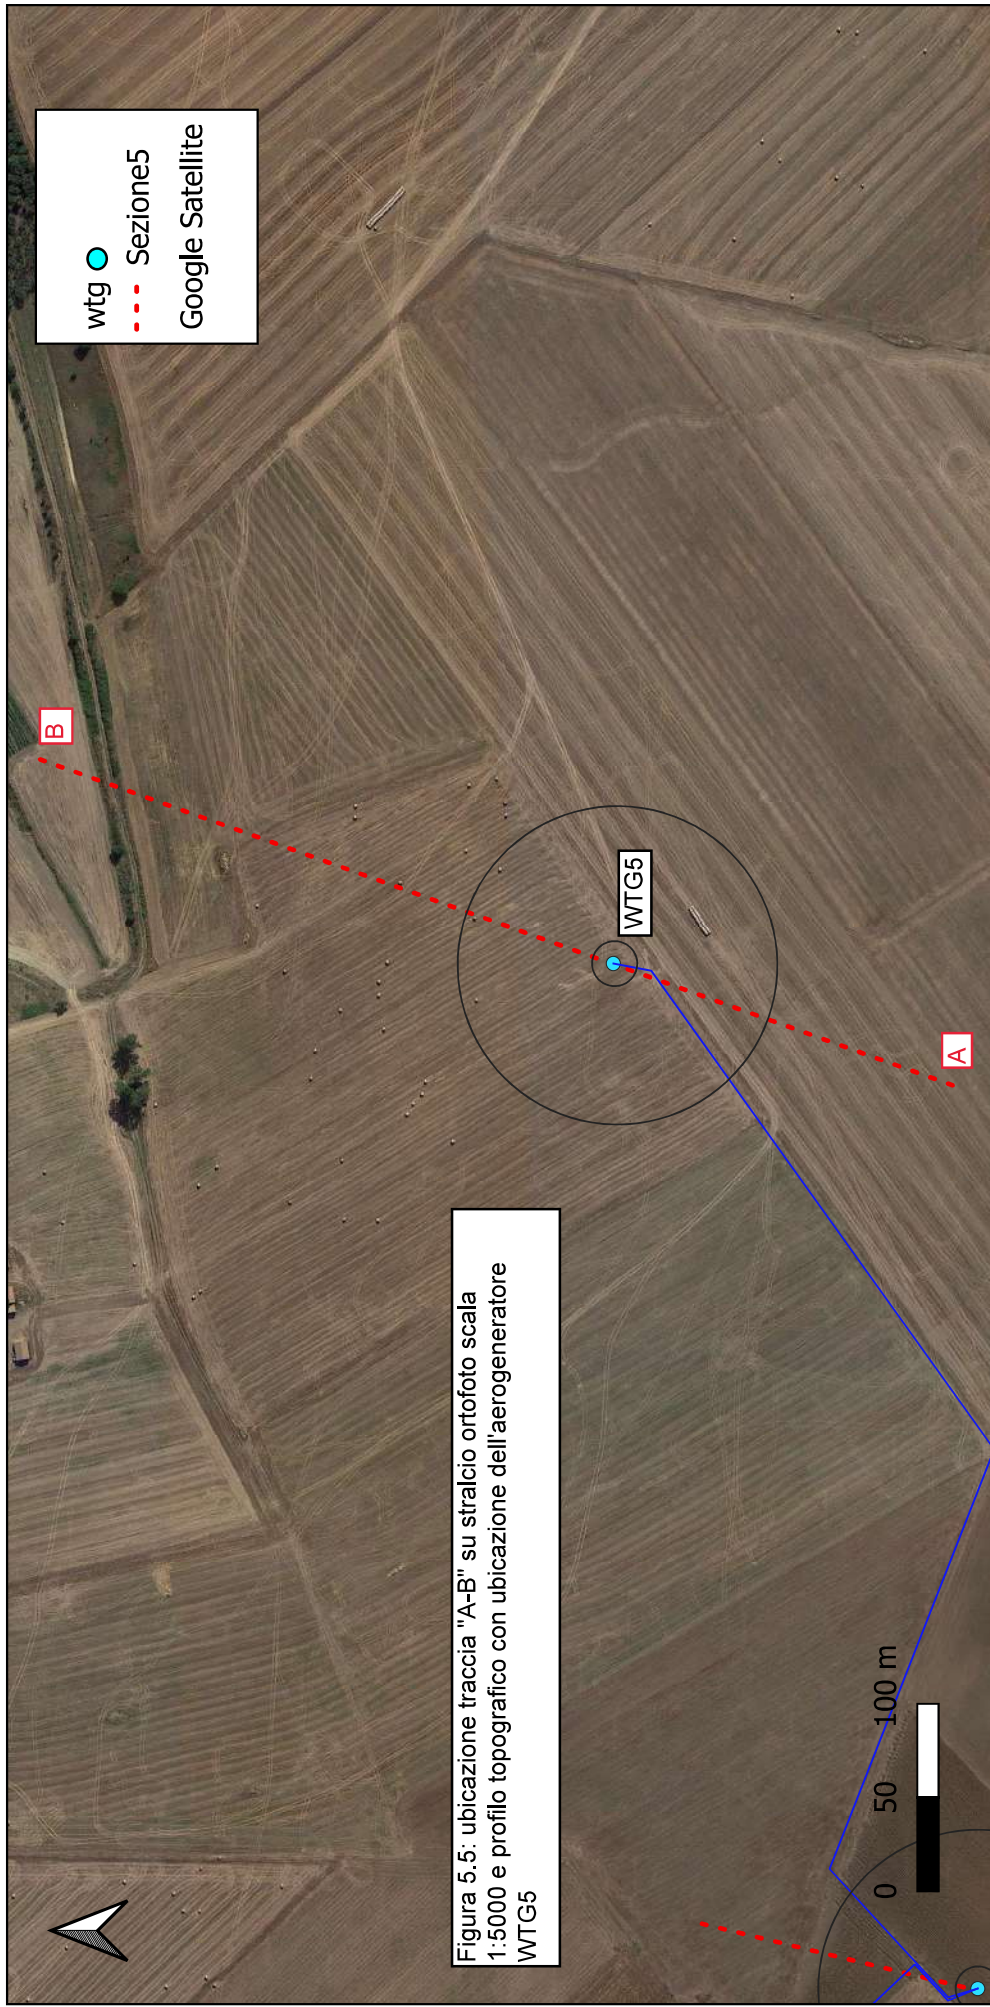 wtg
Sezione5
Google Satellite
B
WTG5
A
Figura 5.5: ubicazione traccia "A-B" su stralcio ortofoto scala
1:5000 e profilo topografico con ubicazione dell'aerogeneratore
WTG5
0 50 100 m